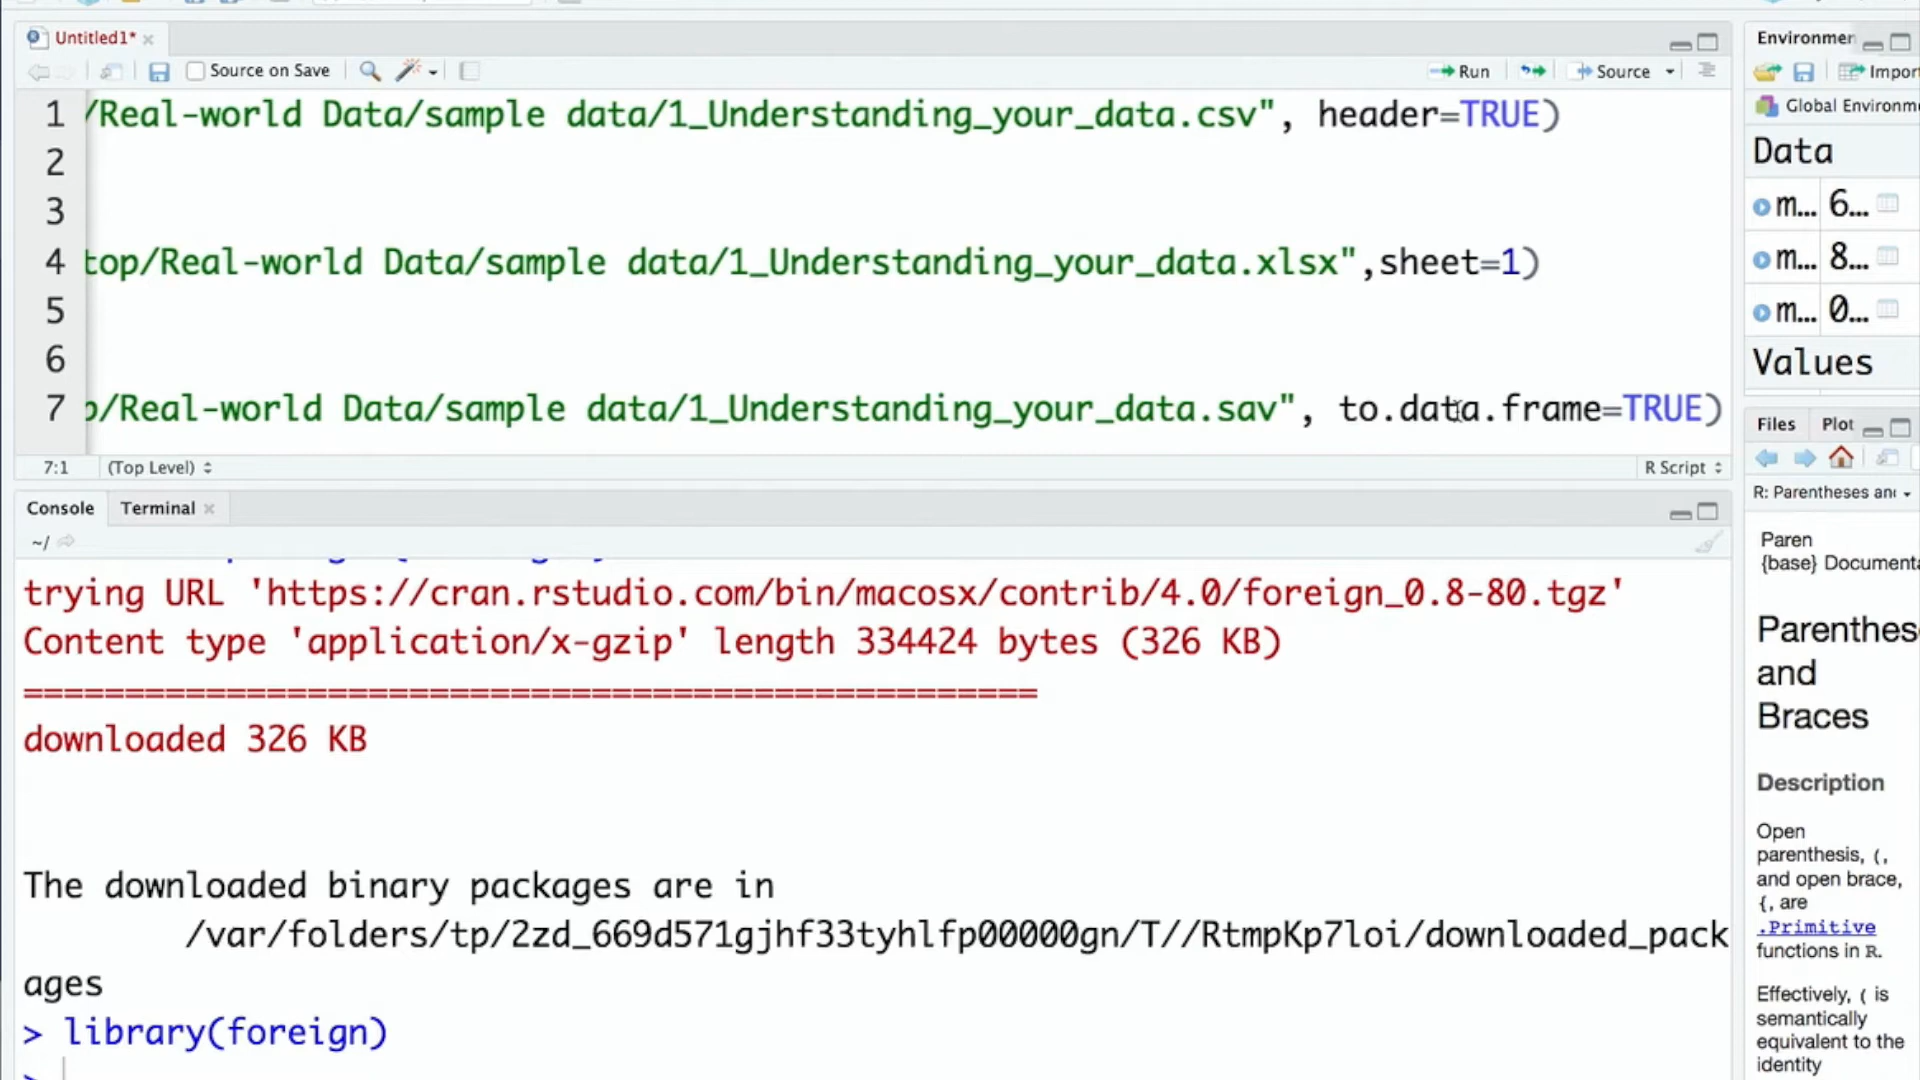 Untitled1*
Source on Save
Run
Source
1 /Real-world Data/sample data/1_Understanding_your_data.csv", header=TRUE)
2
3
4 top/Real-world Data/sample data/1_Understanding_your_data.xlsx",sheet=1)
5
6
7 p/Real-world Data/sample data/1_Understanding_your_data.sav", to.data.frame=TRUE)
7:1 (Top Level) R Script
Console Terminal
~/
trying URL 'https://cran.rstudio.com/bin/macosx/contrib/4.0/foreign_0.8-80.tgz'
Content type 'application/x-gzip' length 334424 bytes (326 KB)
==================================================
downloaded 326 KB
The downloaded binary packages are in
/var/folders/tp/2zd_669d571gjhf33tyhlfp00000gn/T//RtmpKp7loi/downloaded_pack
ages
> library(foreign)
>
Environmen
Import
Global Environme
Data
m... 6...
m... 8...
m... 0...
Values
Files Plot
R: Parentheses and
Paren
{base} Documenta
Parenthes
and
Braces
Description
Open
parenthesis, (,
and open brace,
{, are
.Primitive
functions in R.
Effectively, ( is
semantically
equivalent to the
identity